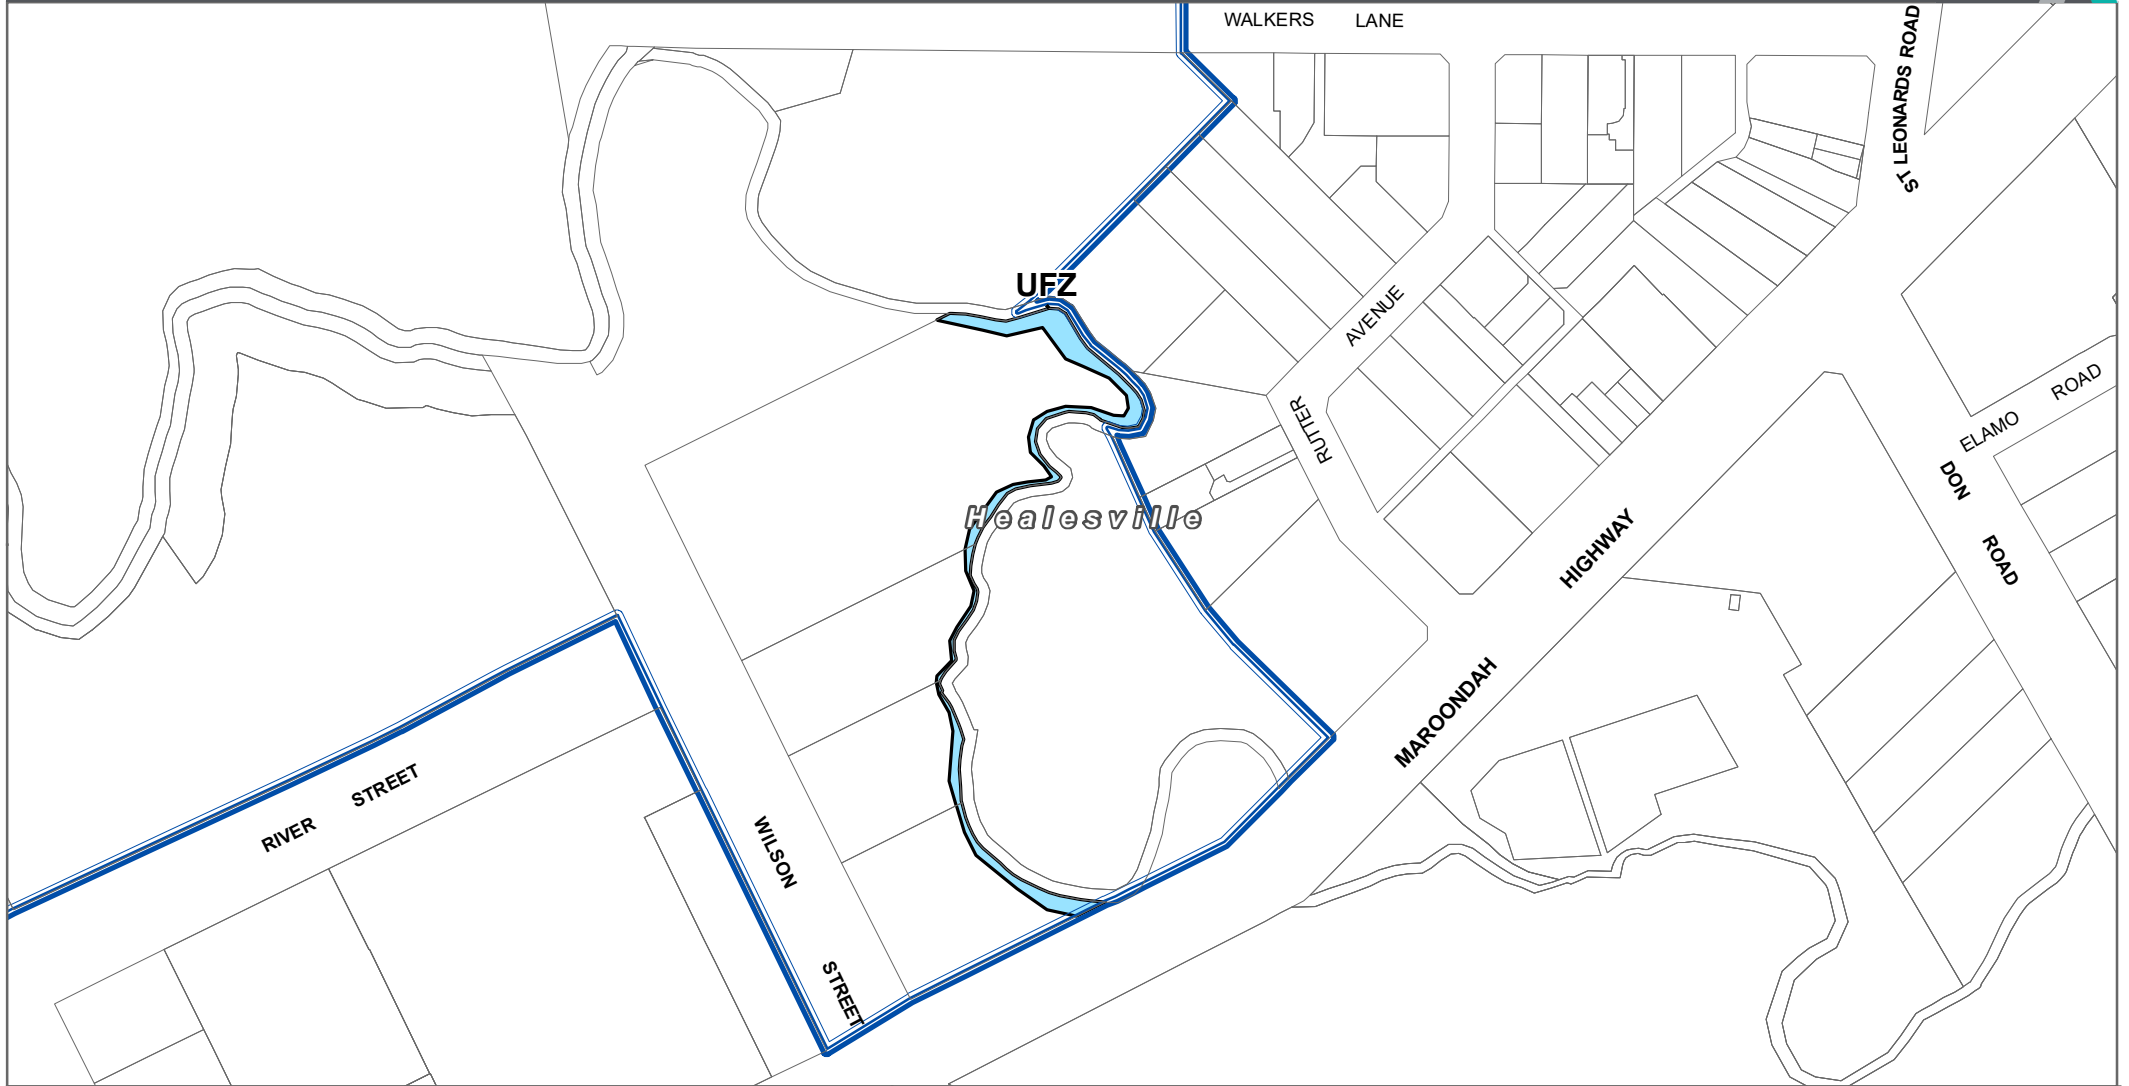 WALKERS LANE
ST LEONARDS ROAD
UFZ
AVENUE
RUTTER
ELAMO ROAD
DON ROAD
Healesville
HIGHWAY
MAROONDAH
RIVER STREET
WILSON STREET